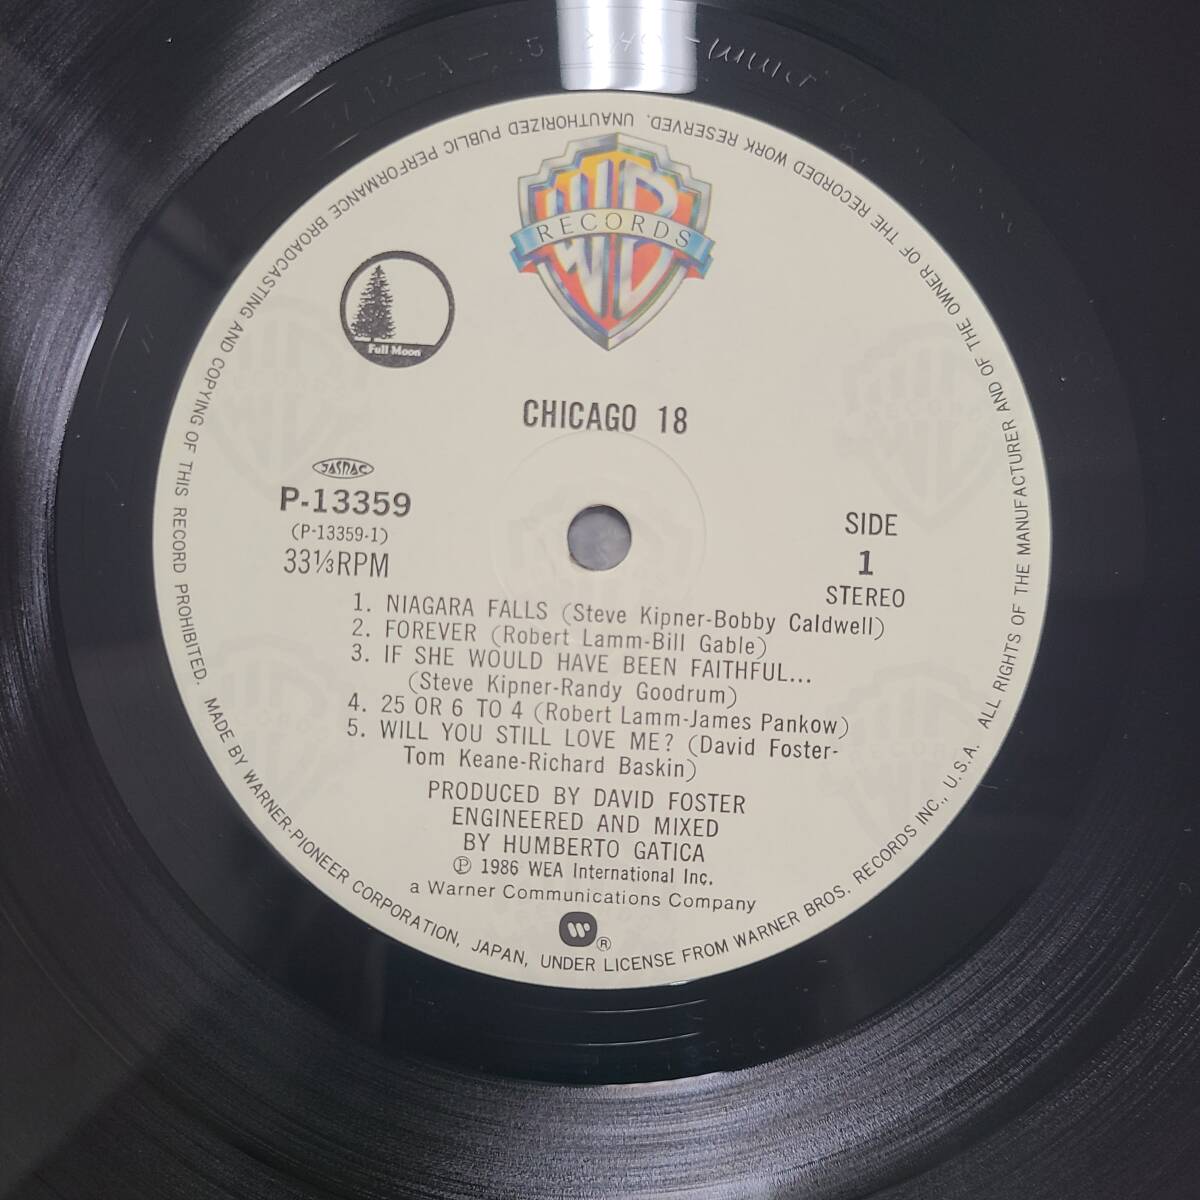 WB
RECORDS
Full Moon
CHICAGO 18
JASRAC
P-13359
(P-13359-1)
33⅓RPM
SIDE
1
STEREO
1. NIAGARA FALLS (Steve Kipner-Bobby Caldwell)
2. FOREVER (Robert Lamm-Bill Gable)
3. IF SHE WOULD HAVE BEEN FAITHFUL...
(Steve Kipner-Randy Goodrum)
4. 25 OR 6 TO 4 (Robert Lamm-James Pankow)
5. WILL YOU STILL LOVE ME? (David Foster-
Tom Keane-Richard Baskin)
PRODUCED BY DAVID FOSTER
ENGINEERED AND MIXED
BY HUMBERTO GATICA
Ⓟ 1986 WEA International Inc.
a Warner Communications Company
W ®
MADE BY WARNER-PIONEER CORPORATION, JAPAN, UNDER LICENSE FROM WARNER BROS. RECORDS INC., U.S.A. ALL RIGHTS OF THE MANUFACTURER AND OF THE OWNER OF THE RECORDED WORK RESERVED. UNAUTHORIZED PUBLIC PERFORMANCE BROADCASTING AND COPYING OF THIS RECORD PROHIBITED.